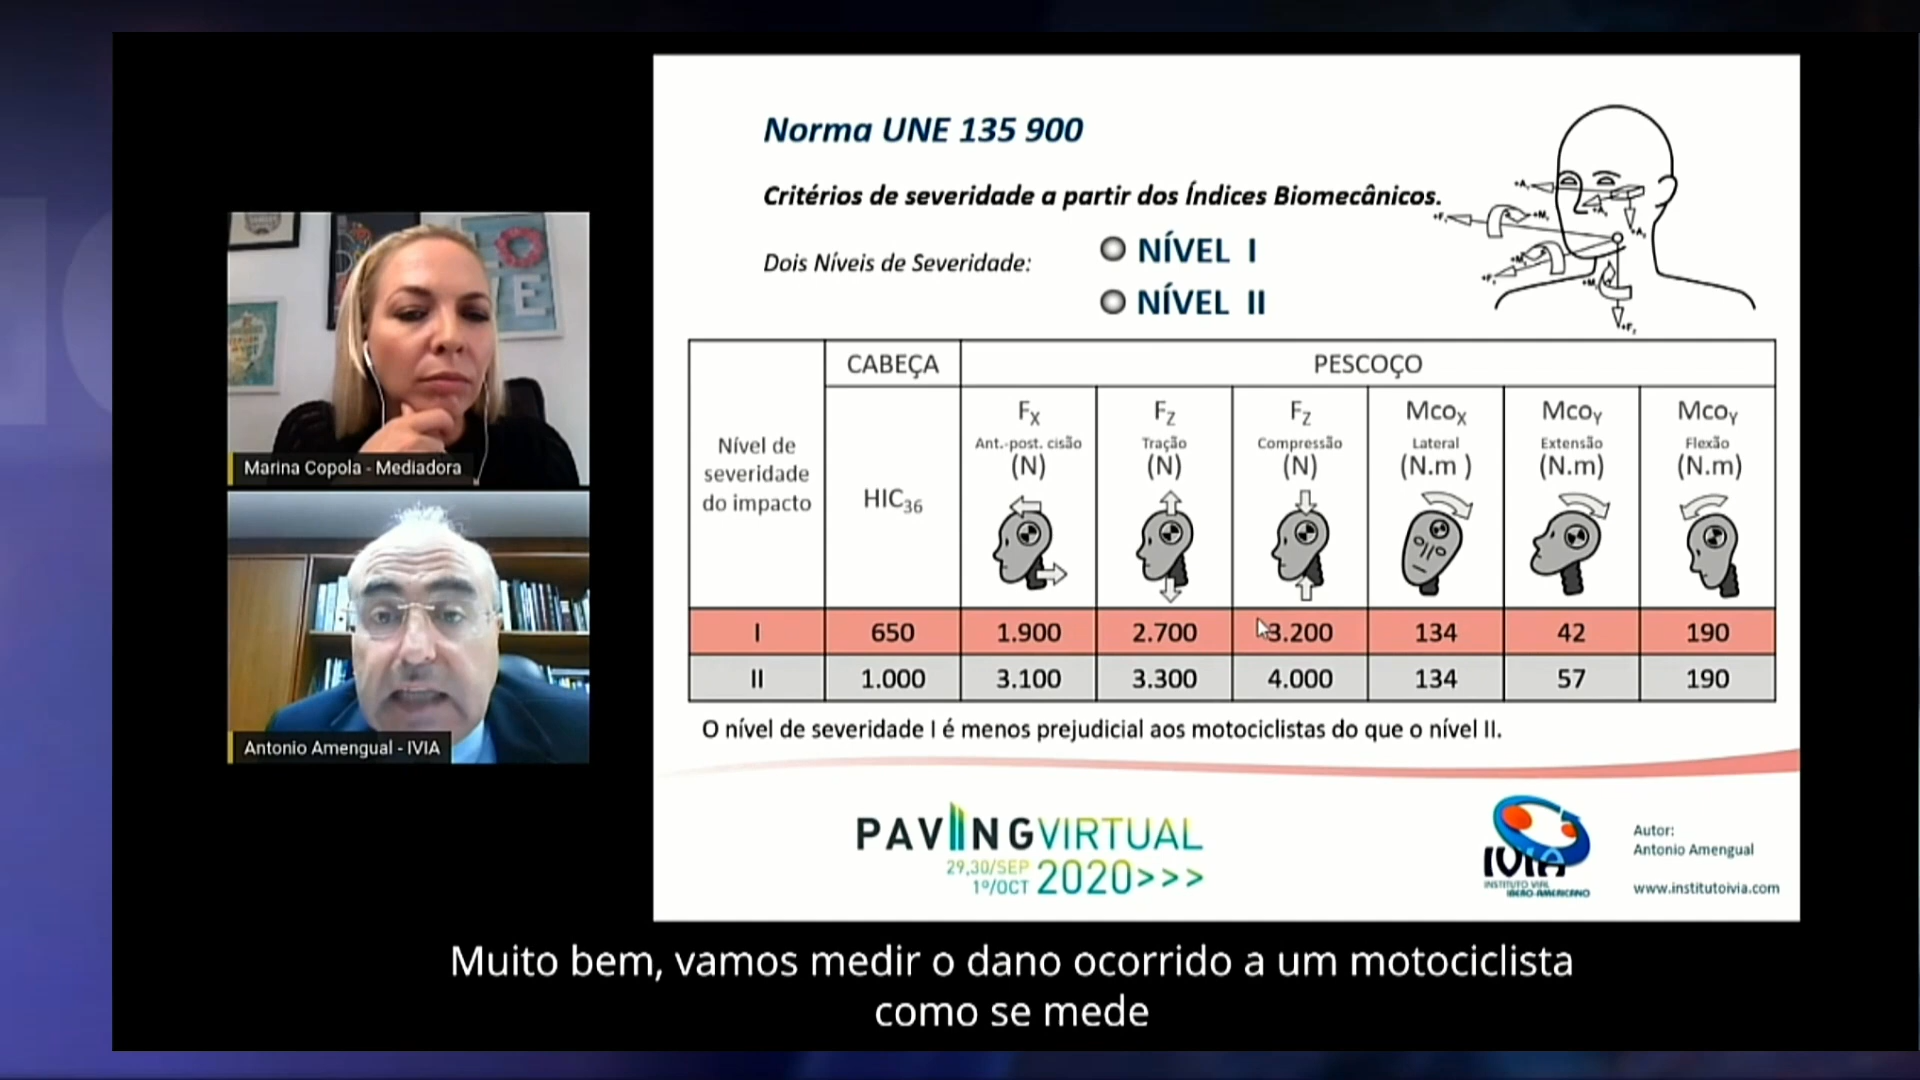 Norma UNE 135 900
Critérios de severidade a partir dos Índices Biomecânicos.
Dois Níveis de Severidade:
NÍVEL I
NÍVEL II
Nível de
severidade
do impacto
CABEÇA
PESCOÇO
HIC36
FX
Ant.-post. cisão
(N)
FZ
Tração
(N)
FZ
Compressão
(N)
McoX
Lateral
(N.m )
McoY
Extensão
(N.m)
McoY
Flexão
(N.m)
I 650 1.900 2.700 3.200 134 42 190
II 1.000 3.100 3.300 4.000 134 57 190
O nível de severidade I é menos prejudicial aos motociclistas do que o nível II.
PAVINGVIRTUAL
29,30/SEP
1º/OCT
2020>>>
IVIA
INSTITUTO VIAL
IBERO-AMERICANO
Autor:
Antonio Amengual
www.institutoivia.com
Marina Copola - Mediadora
Antonio Amengual - IVIA
Muito bem, vamos medir o dano ocorrido a um motociclista
como se mede